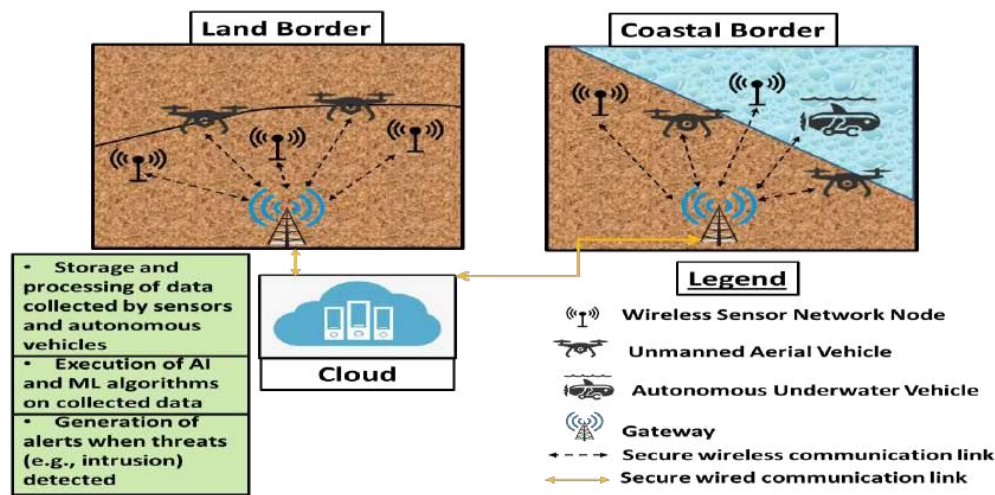 Land Border
Coastal Border
• Storage and
processing of data
collected by sensors
and autonomous
vehicles
• Execution of AI
and ML algorithms
on collected data
• Generation of
alerts when threats
(e.g., intrusion)
detected
Cloud
Legend
Wireless Sensor Network Node
Unmanned Aerial Vehicle
Autonomous Underwater Vehicle
Gateway
Secure wireless communication link
Secure wired communication link